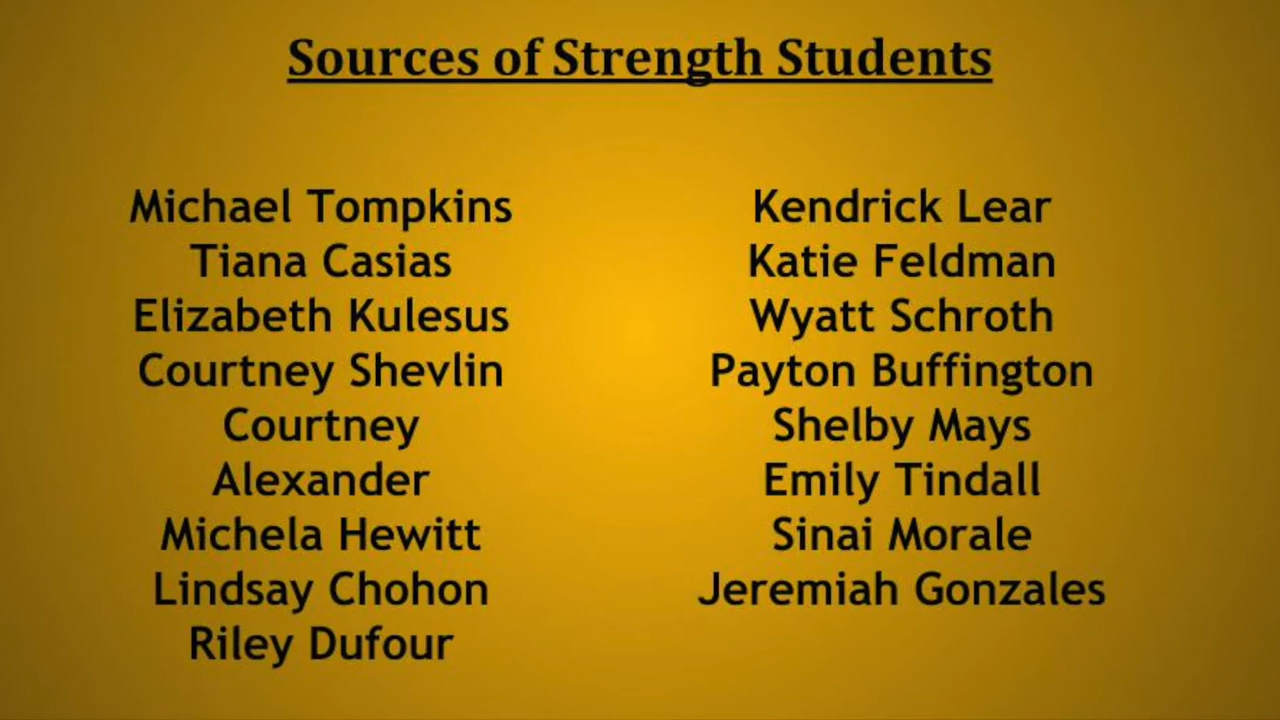 Sources of Strength Students
Michael Tompkins
Tiana Casias
Elizabeth Kulesus
Courtney Shevlin
Courtney
Alexander
Michela Hewitt
Lindsay Chohon
Riley Dufour
Kendrick Lear
Katie Feldman
Wyatt Schroth
Payton Buffington
Shelby Mays
Emily Tindall
Sinai Morale
Jeremiah Gonzales